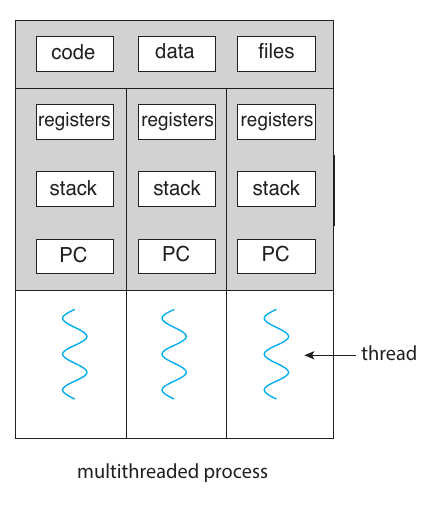 code data files
registers registers registers
stack stack stack
PC PC PC
thread
multithreaded process